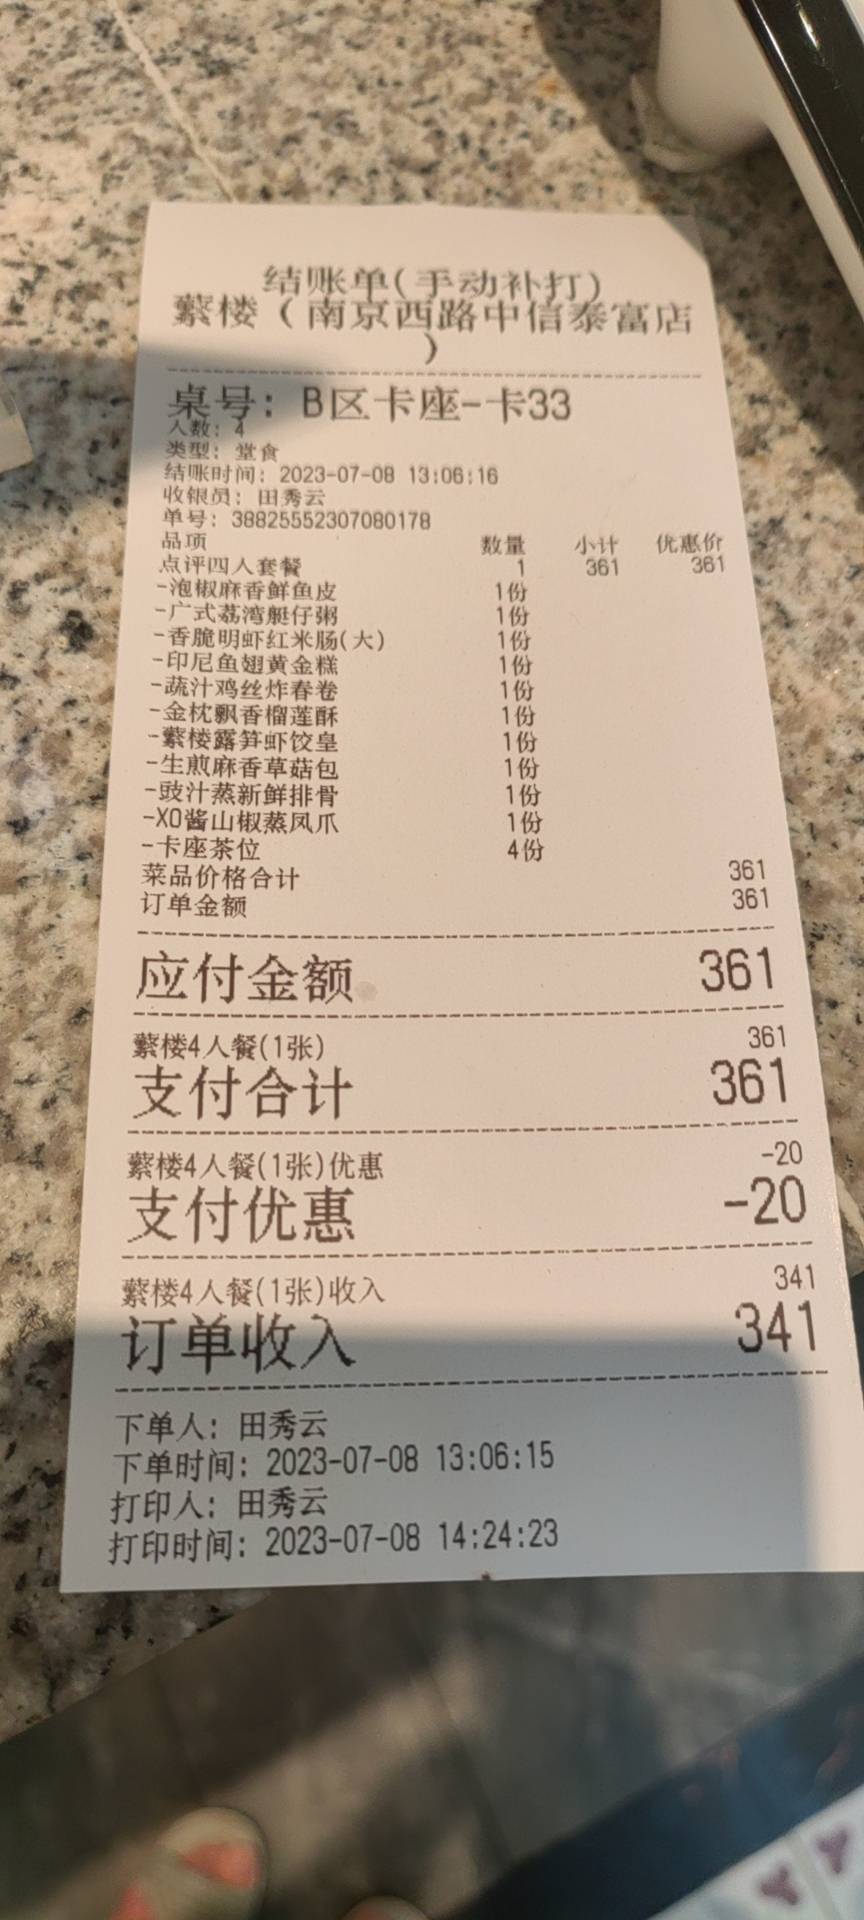 结账单(手动补打)
蘩楼（南京西路中信泰富店
）
桌号: B区卡座-卡33
人数: 4
类型: 堂食
结账时间: 2023-07-08 13:06:16
收银员: 田秀云
单号: 38825552307080178
品项 数量 小计 优惠价
点评四人套餐 1 361 361
-泡椒麻香鲜鱼皮 1份
-广式荔湾艇仔粥 1份
-香脆明虾红米肠(大) 1份
-印尼鱼翅黄金糕 1份
-蔬汁鸡丝炸春卷 1份
-金枕飘香榴莲酥 1份
-蘩楼露笋虾饺皇 1份
-生煎麻香草菇包 1份
-豉汁蒸新鲜排骨 1份
-XO酱山椒蒸凤爪 1份
-卡座茶位 4份
菜品价格合计 361
订单金额 361
应付金额 361
蘩楼4人餐(1张) 361
支付合计 361
蘩楼4人餐(1张)优惠 -20
支付优惠 -20
蘩楼4人餐(1张)收入 341
订单收入 341
下单人: 田秀云
下单时间: 2023-07-08 13:06:15
打印人: 田秀云
打印时间: 2023-07-08 14:24:23